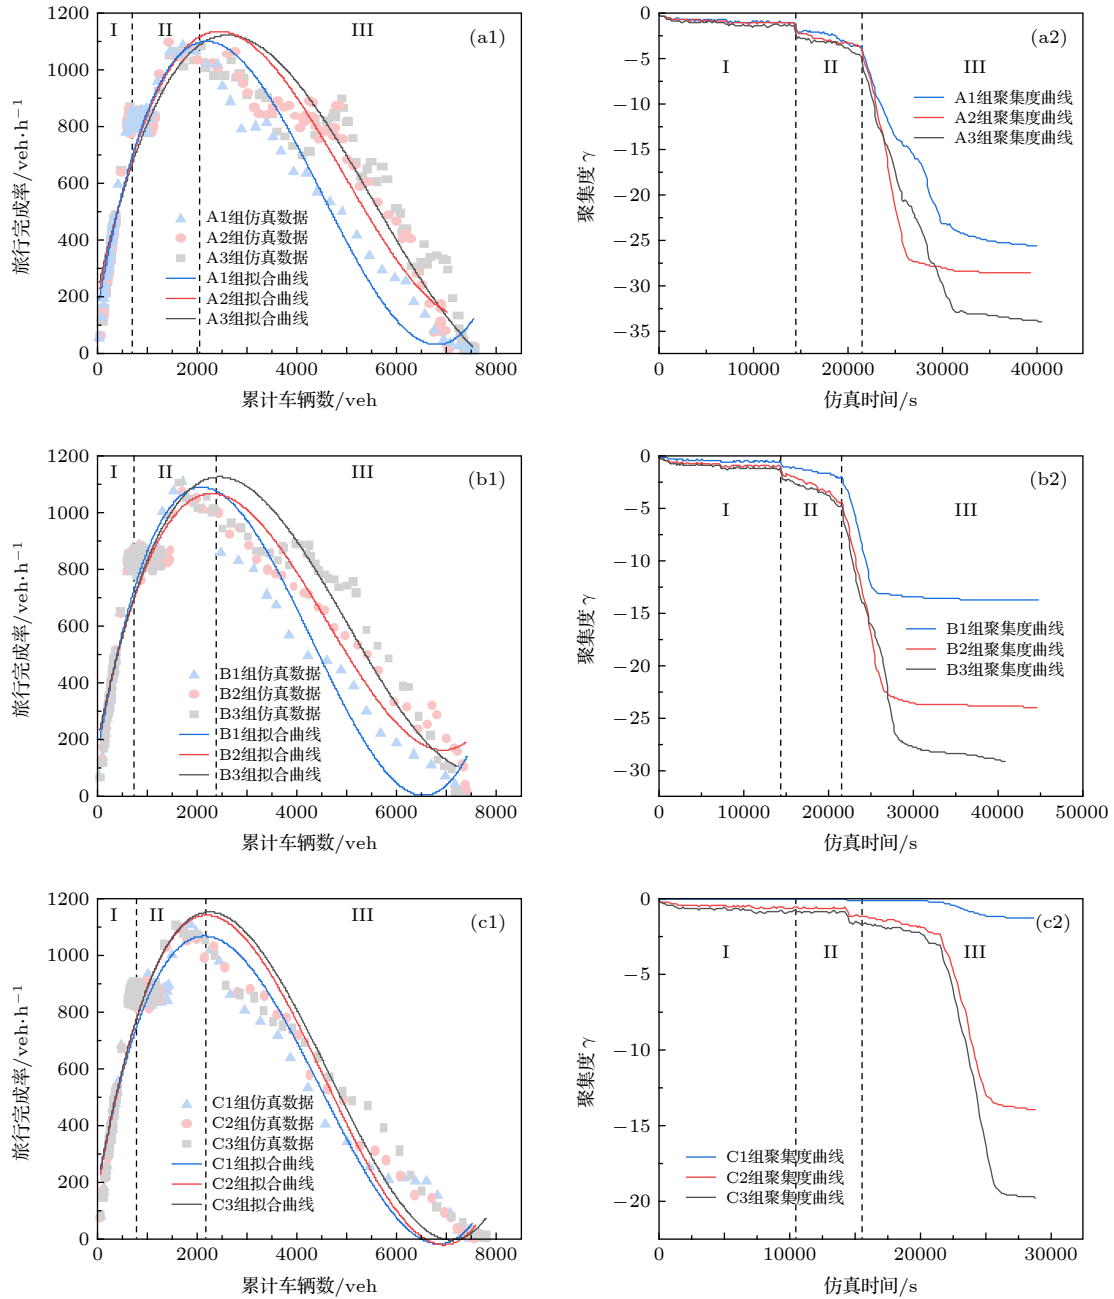 I
II
III
(a1)
1200
1000
800
600
400
200
0
旅行完成率/veh·h⁻¹
A1组仿真数据
A2组仿真数据
A3组仿真数据
A1组拟合曲线
A2组拟合曲线
A3组拟合曲线
0 2000 4000 6000 8000
累计车辆数/veh
(a2)
0
−5
−10
−15
−20
−25
−30
−35
聚集度 γ
I
II
III
A1组聚集度曲线
A2组聚集度曲线
A3组聚集度曲线
0 10000 20000 30000 40000
仿真时间/s
I
II
III
(b1)
1200
1000
800
600
400
200
0
旅行完成率/veh·h⁻¹
B1组仿真数据
B2组仿真数据
B3组仿真数据
B1组拟合曲线
B2组拟合曲线
B3组拟合曲线
0 2000 4000 6000 8000
累计车辆数/veh
(b2)
0
−5
−10
−15
−20
−25
−30
聚集度 γ
I
II
III
B1组聚集度曲线
B2组聚集度曲线
B3组聚集度曲线
0 10000 20000 30000 40000 50000
仿真时间/s
I
II
III
(c1)
1200
1000
800
600
400
200
0
旅行完成率/veh·h⁻¹
C1组仿真数据
C2组仿真数据
C3组仿真数据
C1组拟合曲线
C2组拟合曲线
C3组拟合曲线
0 2000 4000 6000 8000
累计车辆数/veh
(c2)
0
−5
−10
−15
−20
聚集度 γ
I
II
III
C1组聚集度曲线
C2组聚集度曲线
C3组聚集度曲线
0 10000 20000 30000
仿真时间/s